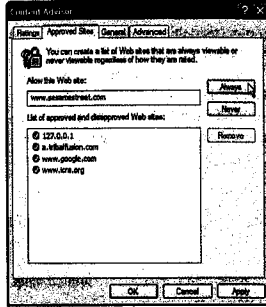 Content Advisor
Ratings Approved Sites General Advanced
You can create a list of Web sites that are always viewable or
never viewable regardless of how they are rated.
Allow this Web site:
www.sesamestreet.com
Always
Never
List of approved and disapproved Web sites:
Remove
127.0.0.1
a.tribalfusion.com
www.google.com
www.icra.org
OK Cancel Apply